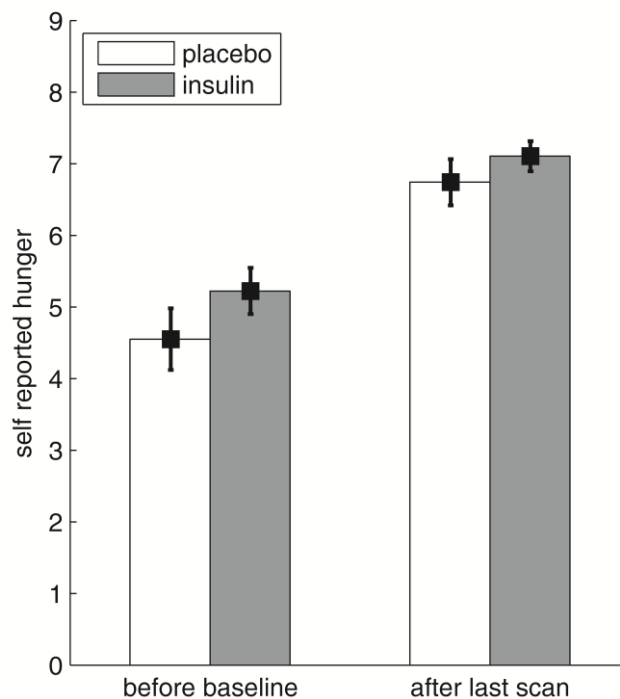 9
8
7
6
5
4
3
2
1
0
self reported hunger
placebo
insulin
before baseline
after last scan